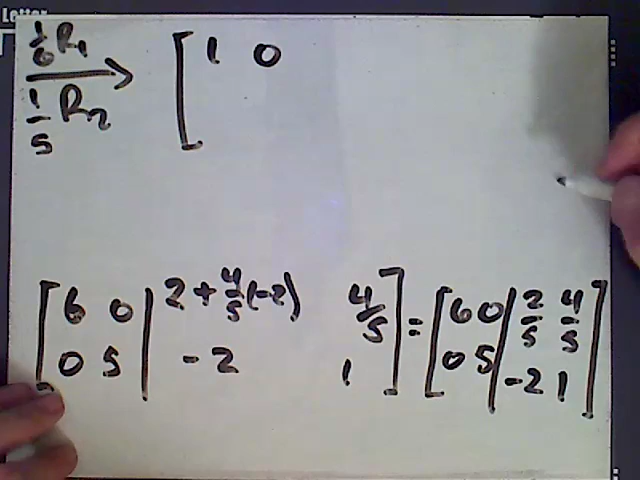 Letter
1/6 R1
1/5 R2 → [ 1 0
[ 6 0 | 2 + 4/5(-2) 4/5 ] = [ 6 0 | 2/5 4/5 ]
[ 0 5 | -2 1 ] [ 0 5 | -2 1 ]